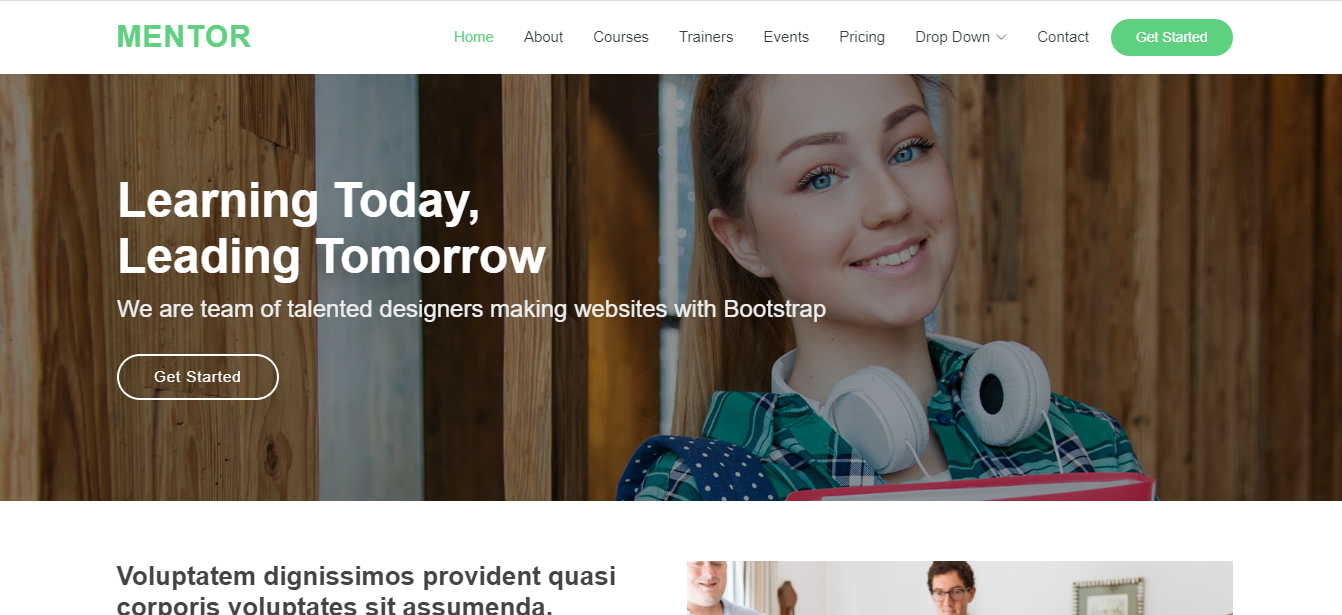 MENTOR
Home About Courses Trainers Events Pricing Drop Down Contact Get Started
Learning Today,
Leading Tomorrow
We are team of talented designers making websites with Bootstrap
Get Started
Voluptatem dignissimos provident quasi
corporis voluptates sit assumenda.